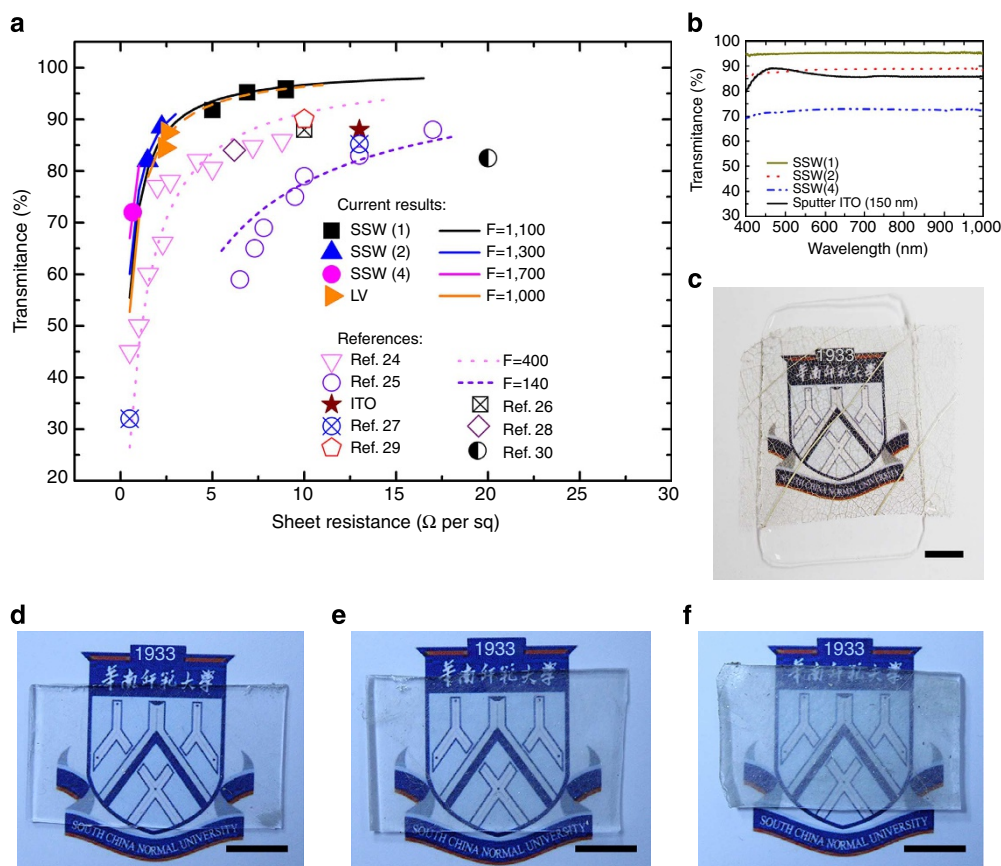 a
100
90
80
70
60
50
40
30
20
Transmitance (%)
0 5 10 15 20 25 30
Sheet resistance (Ω per sq)
Current results:
SSW (1) F=1,100
SSW (2) F=1,300
SSW (4) F=1,700
LV F=1,000
References:
Ref. 24 F=400
Ref. 25 F=140
ITO Ref. 26
Ref. 27 Ref. 28
Ref. 29 Ref. 30
b
100
90
80
70
60
50
40
30
Transmitance (%)
SSW(1)
SSW(2)
SSW(4)
Sputter ITO (150 nm)
400 500 600 700 800 900 1,000
Wavelength (nm)
c
1933
華南師範大學
SOUTH CHINA NORMAL UNIVERSITY
d
1933
華南師範大學
SOUTH CHINA NORMAL UNIVERSITY
e
1933
華南師範大學
SOUTH CHINA NORMAL UNIVERSITY
f
1933
華南師範大學
SOUTH CHINA NORMAL UNIVERSITY